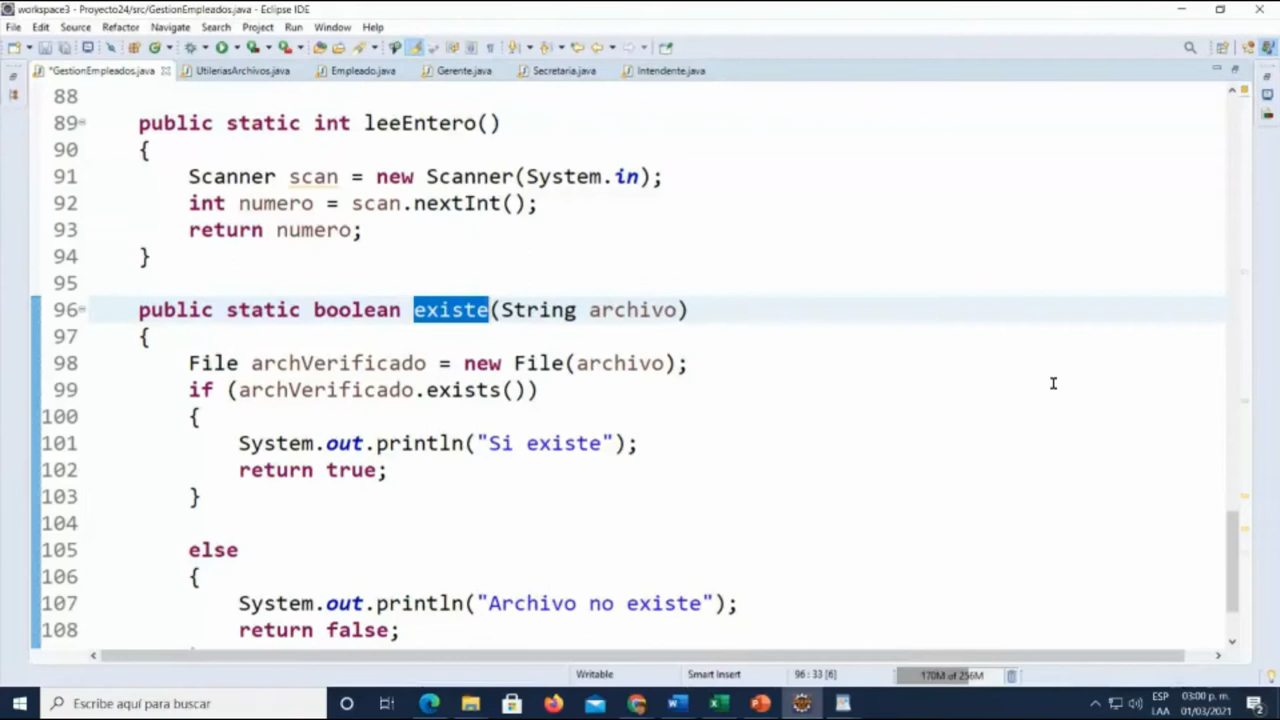 workspace3 - Proyecto24/src/GestionEmpleados.java - Eclipse IDE
File Edit Source Refactor Navigate Search Project Run Window Help
*GestionEmpleados.java UtileriasArchivos.java Empleado.java Gerente.java Secretaria.java Intendente.java
88
89 public static int leeEntero()
90 {
91 Scanner scan = new Scanner(System.in);
92 int numero = scan.nextInt();
93 return numero;
94 }
95
96 public static boolean existe(String archivo)
97 {
98 File archVerificado = new File(archivo);
99 if (archVerificado.exists())
100 {
101 System.out.println("Si existe");
102 return true;
103 }
104
105 else
106 {
107 System.out.println("Archivo no existe");
108 return false;
Writable Smart Insert 96 : 33 [6] 170M of 256M
Escribe aquí para buscar
ESP 03:00 p. m.
LAA 01/03/2021 2